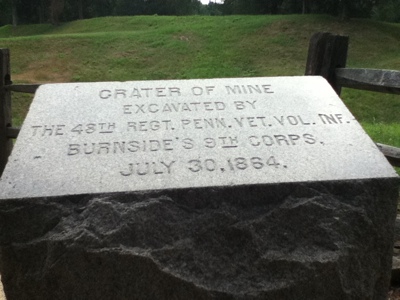 CRATER OF MINE
EXCAVATED BY
THE 48TH REGT. PENN. VET. VOL. INF.
BURNSIDE'S 9TH CORPS,
JULY 30, 1864.